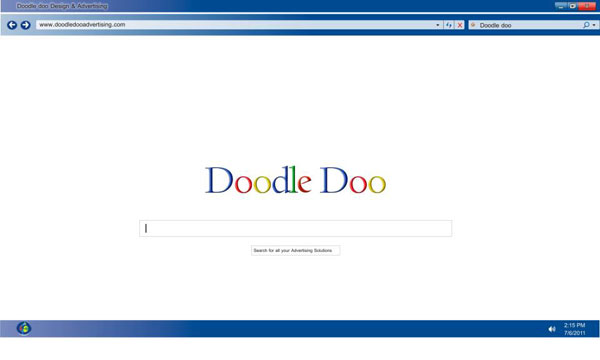 Doodle doo Design & Advertising
www.doodledooadvertising.com
Doodle doo
Doodle Doo
Search for all your Advertising Solutions
2:15 PM
7/6/2011